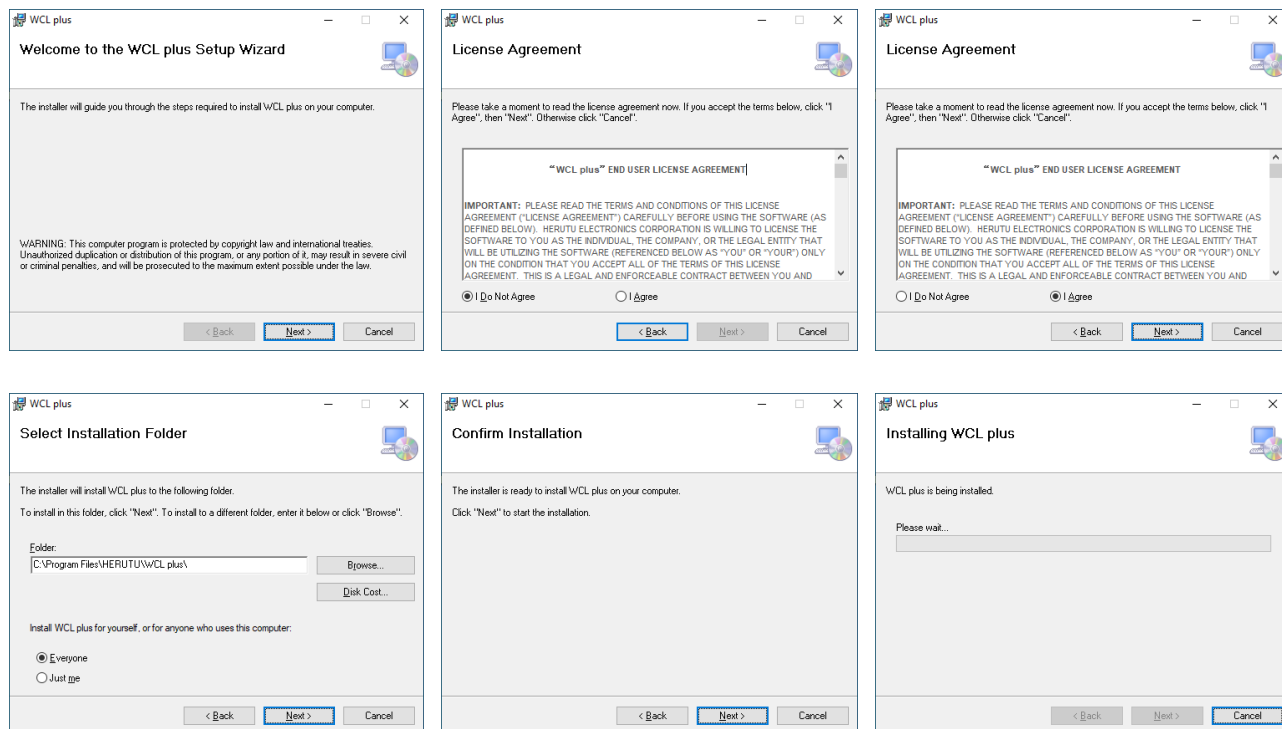 WCL plus
Welcome to the WCL plus Setup Wizard
The installer will guide you through the steps required to install WCL plus on your computer.
WARNING: This computer program is protected by copyright law and international treaties.
Unauthorized duplication or distribution of this program, or any portion of it, may result in severe civil
or criminal penalties, and will be prosecuted to the maximum extent possible under the law.
< Back Next > Cancel
WCL plus
License Agreement
Please take a moment to read the license agreement now. If you accept the terms below, click "I
Agree", then "Next". Otherwise click "Cancel".
“WCL plus” END USER LICENSE AGREEMENT
IMPORTANT: PLEASE READ THE TERMS AND CONDITIONS OF THIS LICENSE
AGREEMENT (“LICENSE AGREEMENT”) CAREFULLY BEFORE USING THE SOFTWARE (AS
DEFINED BELOW). HERUTU ELECTRONICS CORPORATION IS WILLING TO LICENSE THE
SOFTWARE TO YOU AS THE INDIVIDUAL, THE COMPANY, OR THE LEGAL ENTITY THAT
WILL BE UTILIZING THE SOFTWARE (REFERENCED BELOW AS “YOU” OR “YOUR”) ONLY
ON THE CONDITION THAT YOU ACCEPT ALL OF THE TERMS OF THIS LICENSE
AGREEMENT. THIS IS A LEGAL AND ENFORCEABLE CONTRACT BETWEEN YOU AND
I Do Not Agree I Agree
< Back Next > Cancel
WCL plus
License Agreement
Please take a moment to read the license agreement now. If you accept the terms below, click "I
Agree", then "Next". Otherwise click "Cancel".
“WCL plus” END USER LICENSE AGREEMENT
IMPORTANT: PLEASE READ THE TERMS AND CONDITIONS OF THIS LICENSE
AGREEMENT (“LICENSE AGREEMENT”) CAREFULLY BEFORE USING THE SOFTWARE (AS
DEFINED BELOW). HERUTU ELECTRONICS CORPORATION IS WILLING TO LICENSE THE
SOFTWARE TO YOU AS THE INDIVIDUAL, THE COMPANY, OR THE LEGAL ENTITY THAT
WILL BE UTILIZING THE SOFTWARE (REFERENCED BELOW AS “YOU” OR “YOUR”) ONLY
ON THE CONDITION THAT YOU ACCEPT ALL OF THE TERMS OF THIS LICENSE
AGREEMENT. THIS IS A LEGAL AND ENFORCEABLE CONTRACT BETWEEN YOU AND
I Do Not Agree I Agree
< Back Next > Cancel
WCL plus
Select Installation Folder
The installer will install WCL plus to the following folder.
To install in this folder, click "Next". To install to a different folder, enter it below or click "Browse".
Folder:
C:\Program Files\HERUTU\WCL plus\
Browse...
Disk Cost...
Install WCL plus for yourself, or for anyone who uses this computer:
Everyone
Just me
< Back Next > Cancel
WCL plus
Confirm Installation
The installer is ready to install WCL plus on your computer.
Click "Next" to start the installation.
< Back Next > Cancel
WCL plus
Installing WCL plus
WCL plus is being installed.
Please wait...
< Back Next > Cancel